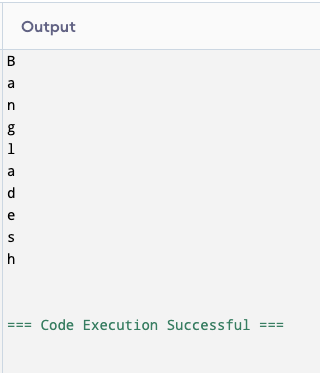 Output
B
a
n
g
l
a
d
e
s
h
=== Code Execution Successful ===